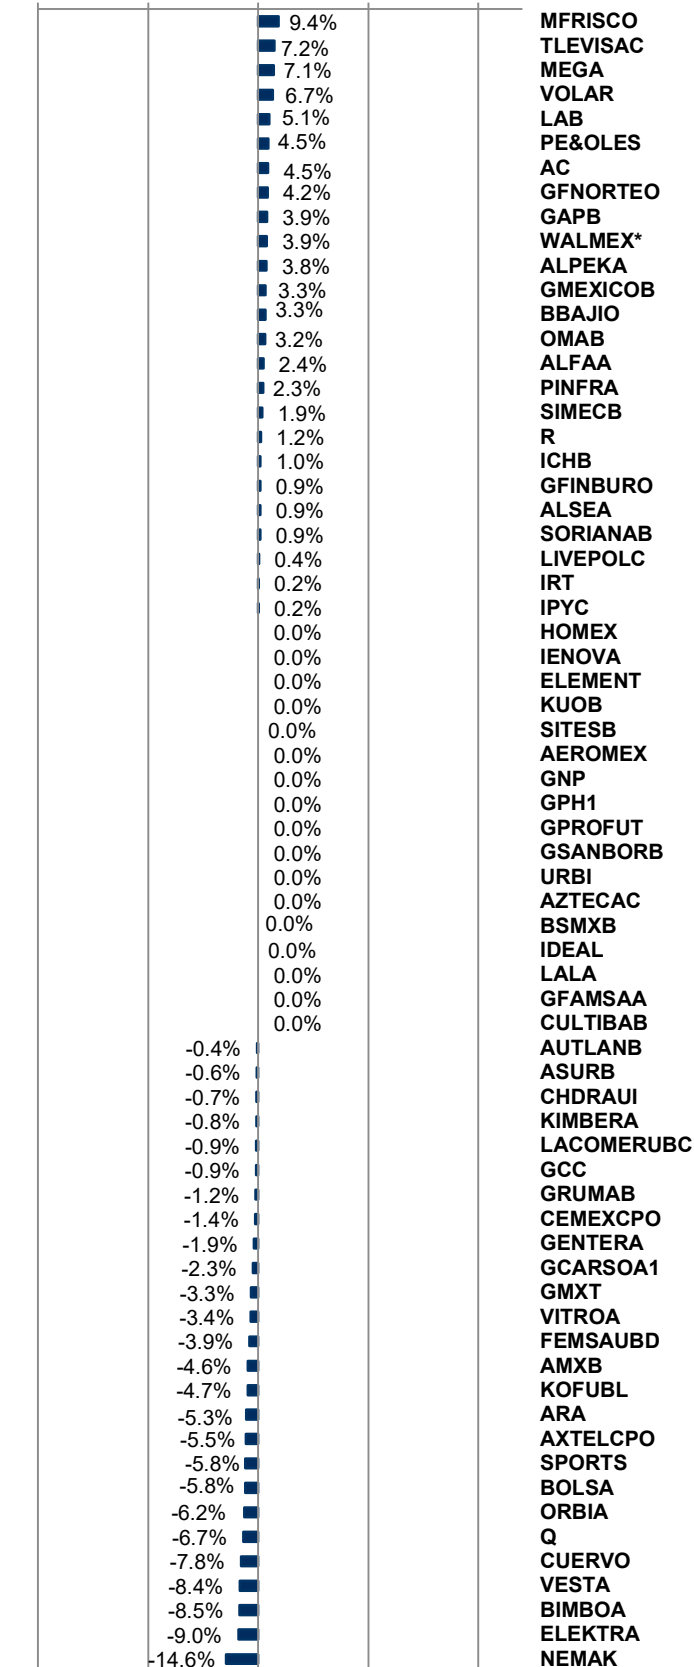 9.4% MFRISCO
7.2% TLEVISAC
7.1% MEGA
6.7% VOLAR
5.1% LAB
4.5% PE&OLES
4.5% AC
4.2% GFNORTEO
3.9% GAPB
3.9% WALMEX*
3.8% ALPEKA
3.3% GMEXICOB
3.3% BBAJIO
3.2% OMAB
2.4% ALFAA
2.3% PINFRA
1.9% SIMECB
1.2% R
1.0% ICHB
0.9% GFINBURO
0.9% ALSEA
0.9% SORIANAB
0.4% LIVEPOLC
0.2% IRT
0.2% IPYC
0.0% HOMEX
0.0% IENOVA
0.0% ELEMENT
0.0% KUOB
0.0% SITESB
0.0% AEROMEX
0.0% GNP
0.0% GPH1
0.0% GPROFUT
0.0% GSANBORB
0.0% URBI
0.0% AZTECAC
0.0% BSMXB
0.0% IDEAL
0.0% LALA
0.0% GFAMSAA
0.0% CULTIBAB
-0.4% AUTLANB
-0.6% ASURB
-0.7% CHDRAUI
-0.8% KIMBERA
-0.9% LACOMERUBC
-0.9% GCC
-1.2% GRUMAB
-1.4% CEMEXCPO
-1.9% GENTERA
-2.3% GCARSOA1
-3.3% GMXT
-3.4% VITROA
-3.9% FEMSAUBD
-4.6% AMXB
-4.7% KOFUBL
-5.3% ARA
-5.5% AXTELCPO
-5.8% SPORTS
-5.8% BOLSA
-6.2% ORBIA
-6.7% Q
-7.8% CUERVO
-8.4% VESTA
-8.5% BIMBOA
-9.0% ELEKTRA
-14.6% NEMAK